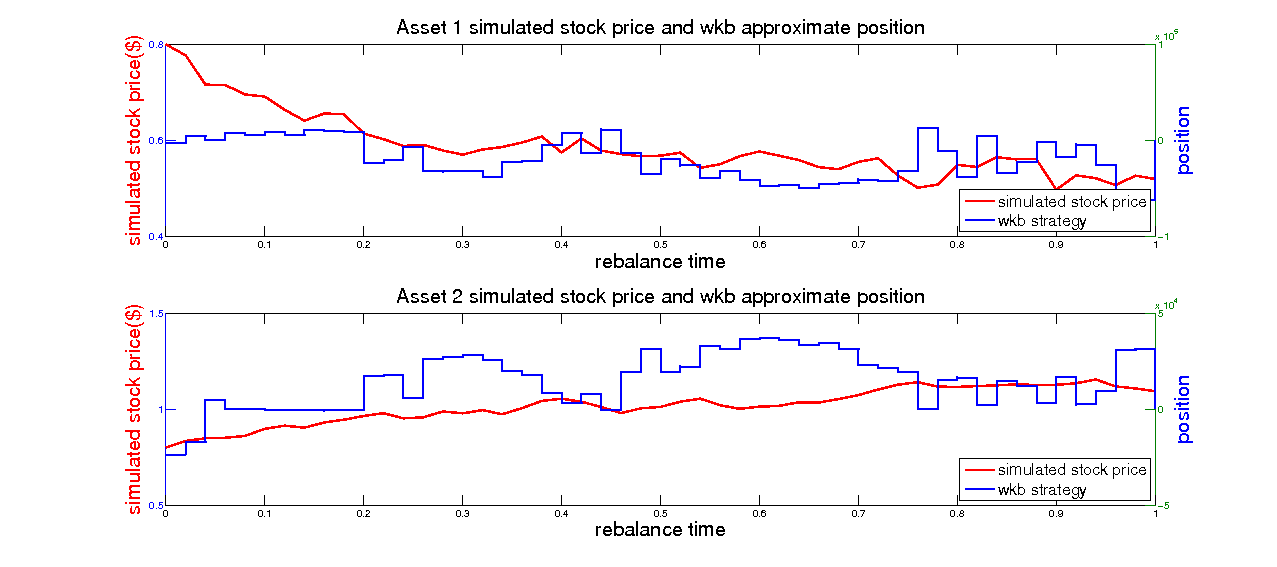 Asset 1 simulated stock price and wkb approximate position
x 10^5
simulated stock price($)
0.8
0.6
0.4
1
0
-1
position
simulated stock price
wkb strategy
0 0.1 0.2 0.3 0.4 0.5 0.6 0.7 0.8 0.9 1
rebalance time
Asset 2 simulated stock price and wkb approximate position
x 10^4
simulated stock price($)
1.5
1
0.5
5
0
-5
position
simulated stock price
wkb strategy
0 0.1 0.2 0.3 0.4 0.5 0.6 0.7 0.8 0.9 1
rebalance time